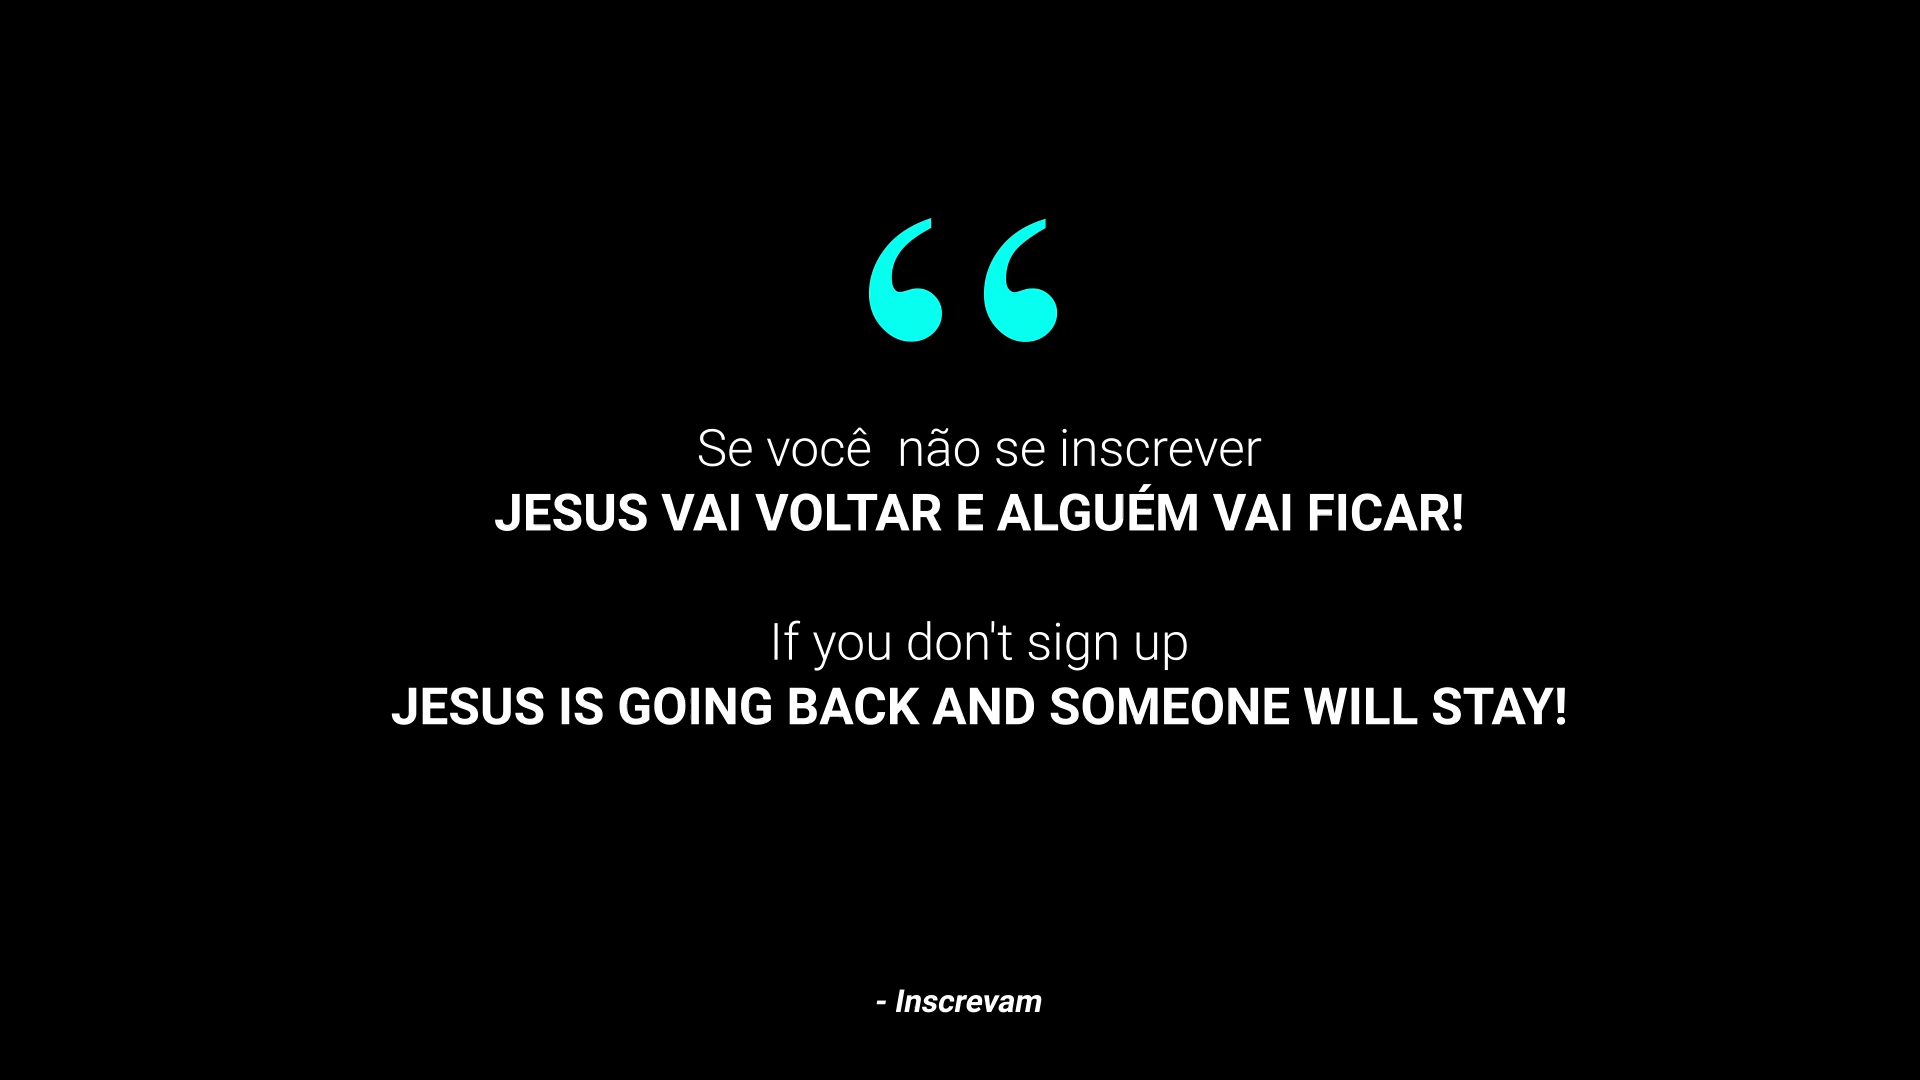 “
Se você  não se inscrever
JESUS VAI VOLTAR E ALGUÉM VAI FICAR!
If you don't sign up
JESUS IS GOING BACK AND SOMEONE WILL STAY!
- Inscrevam